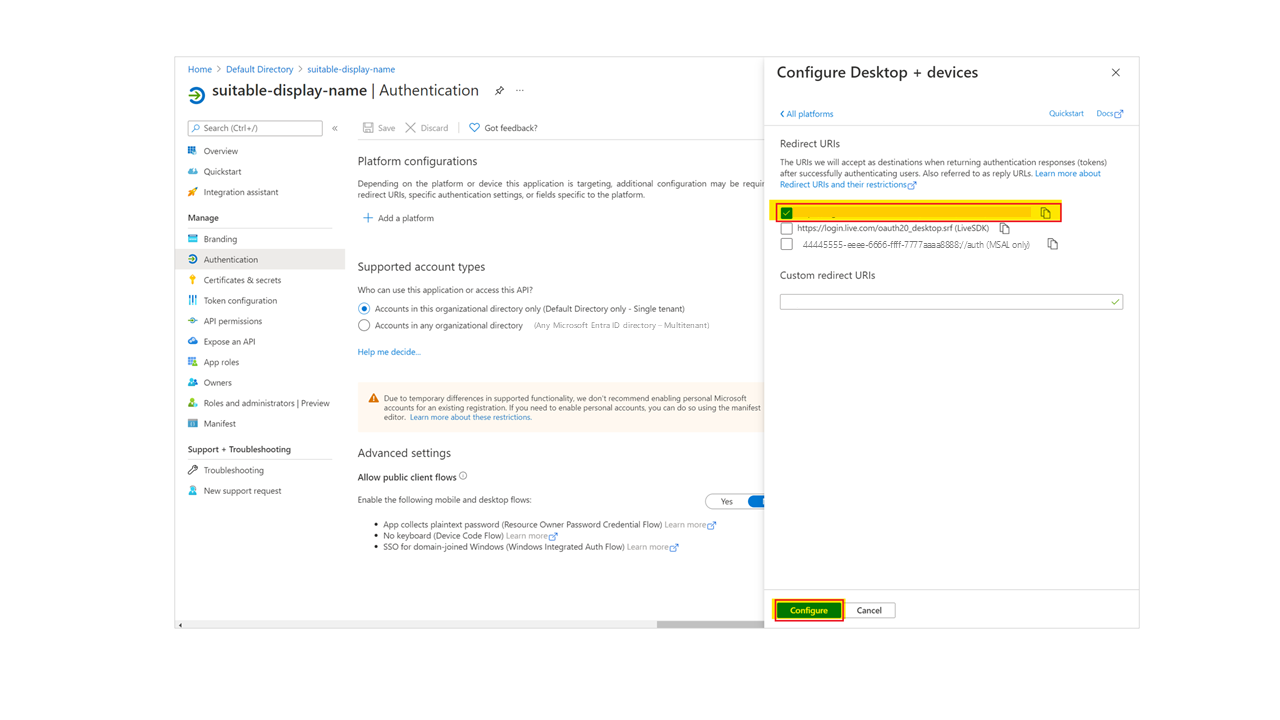 Home > Default Directory > suitable-display-name
suitable-display-name | Authentication
Search (Ctrl+/)
Overview
Quickstart
Integration assistant
Manage
Branding
Authentication
Certificates & secrets
Token configuration
API permissions
Expose an API
App roles
Owners
Roles and administrators | Preview
Manifest
Support + Troubleshooting
Troubleshooting
New support request
Save Discard Got feedback?
Platform configurations
Depending on the platform or device this application is targeting, additional configuration may be requir
redirect URIs, specific authentication settings, or fields specific to the platform.
Add a platform
Supported account types
Who can use this application or access this API?
Accounts in this organizational directory only (Default Directory only - Single tenant)
Accounts in any organizational directory (Any Microsoft Entra ID directory - Multitenant)
Help me decide...
Due to temporary differences in supported functionality, we don't recommend enabling personal Microsoft
accounts for an existing registration. If you need to enable personal accounts, you can do so using the manifest
editor. Learn more about these restrictions.
Advanced settings
Allow public client flows
Enable the following mobile and desktop flows:
Yes
App collects plaintext password (Resource Owner Password Credential Flow) Learn more
No keyboard (Device Code Flow) Learn more
SSO for domain-joined Windows (Windows Integrated Auth Flow) Learn more
Configure Desktop + devices
All platforms
Quickstart Docs
Redirect URIs
The URIs we will accept as destinations when returning authentication responses (tokens)
after successfully authenticating users. Also referred to as reply URLs. Learn more about
Redirect URIs and their restrictions
https://login.live.com/oauth20_desktop.srf (LiveSDK)
44445555-eeee-6666-ffff-7777aaaa8888://auth (MSAL only)
Custom redirect URIs
Configure Cancel